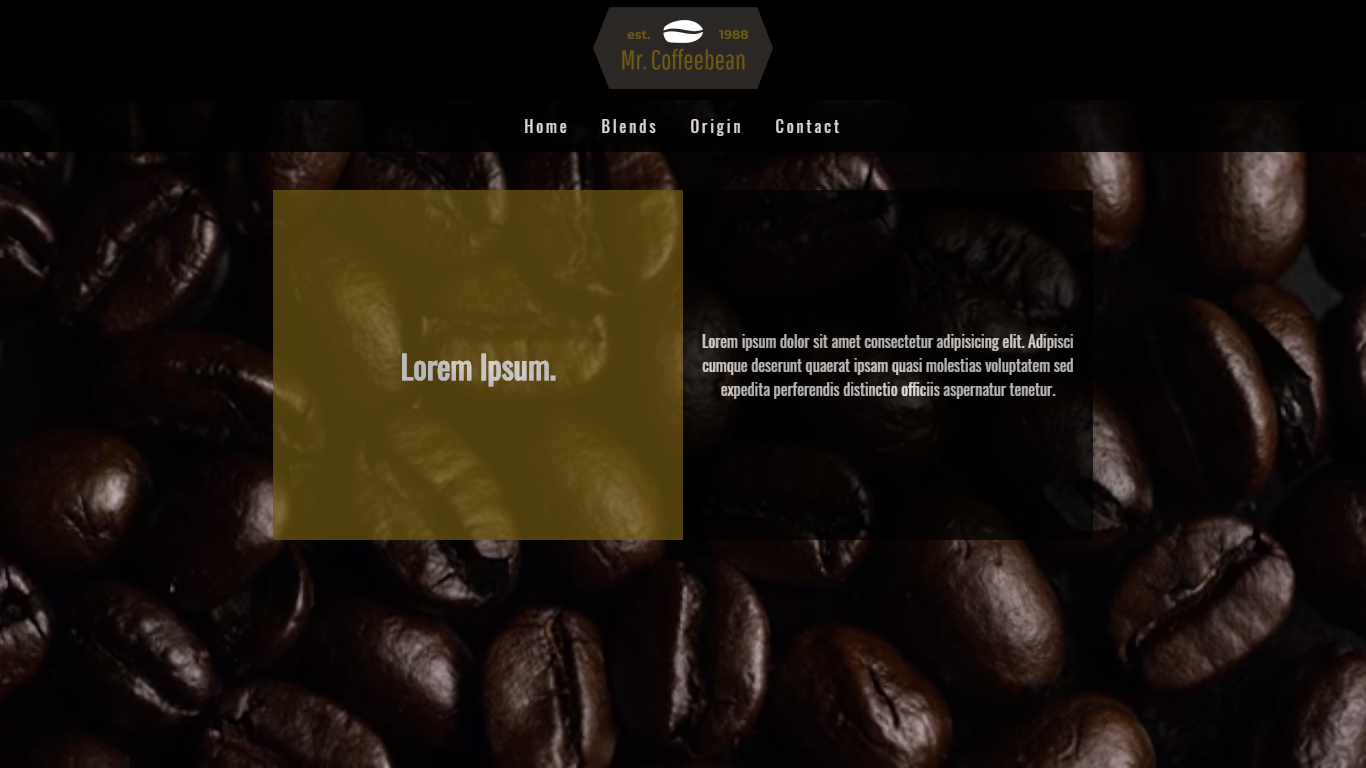 est. 1988
Mr. Coffeebean
Home Blends Origin Contact
Lorem Ipsum.
Lorem ipsum dolor sit amet consectetur adipisicing elit. Adipisci
cumque deserunt quaerat ipsam quasi molestias voluptatem sed
expedita perferendis distinctio officiis aspernatur tenetur.